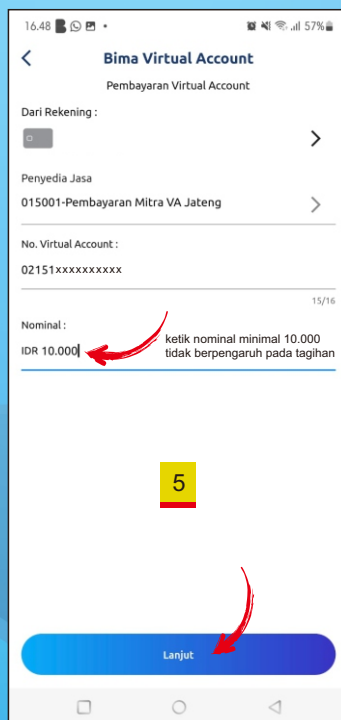 16.48 57%
Bima Virtual Account
Pembayaran Virtual Account
Dari Rekening :
Penyedia Jasa
015001-Pembayaran Mitra VA Jateng
No. Virtual Account :
02151xxxxxxxxxx
15/16
Nominal :
IDR 10.000
ketik nominal minimal 10.000
tidak berpengaruh pada tagihan
5
Lanjut